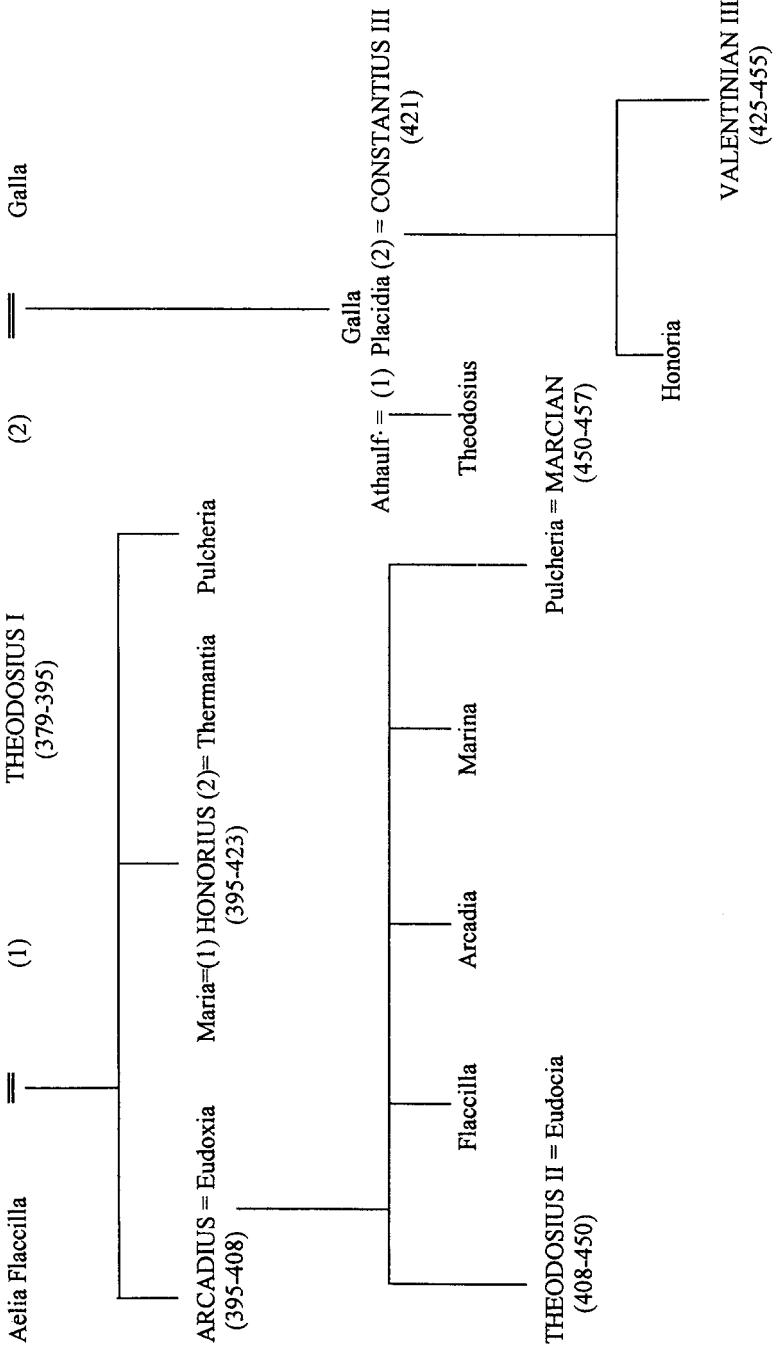 Aelia Flaccilla = (1) THEODOSIUS I (2) = Galla
(379-395)
ARCADIUS = Eudoxia Maria=(1) HONORIUS (2)= Thermantia Pulcheria
(395-408) (395-423)
Galla
Athaulf = (1) Placidia (2) = CONSTANTIUS III
(421)
Flaccilla Arcadia Marina Theodosius
THEODOSIUS II = Eudocia Pulcheria = MARCIAN
(408-450) (450-457)
Honoria
VALENTINIAN III
(425-455)